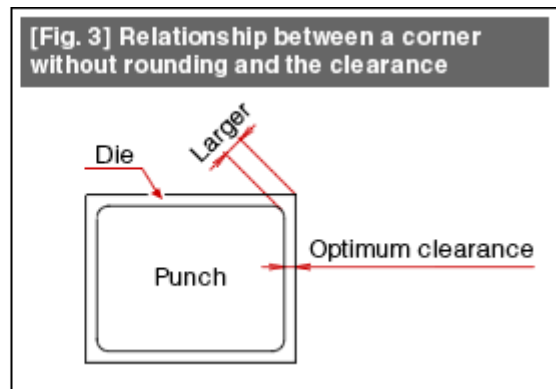 [Fig. 3] Relationship between a corner
without rounding and the clearance
Larger
Die
Optimum clearance
Punch